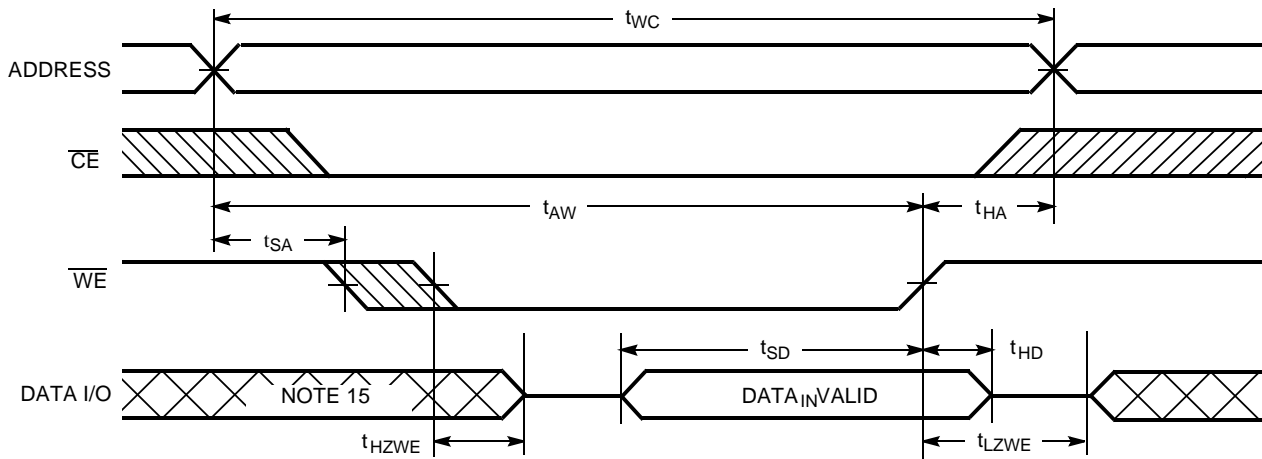 tWC
ADDRESS
CE
tAW
tHA
tSA
WE
tSD
tHD
DATA I/O
NOTE 15
DATAINVALID
tHZWE
tLZWE